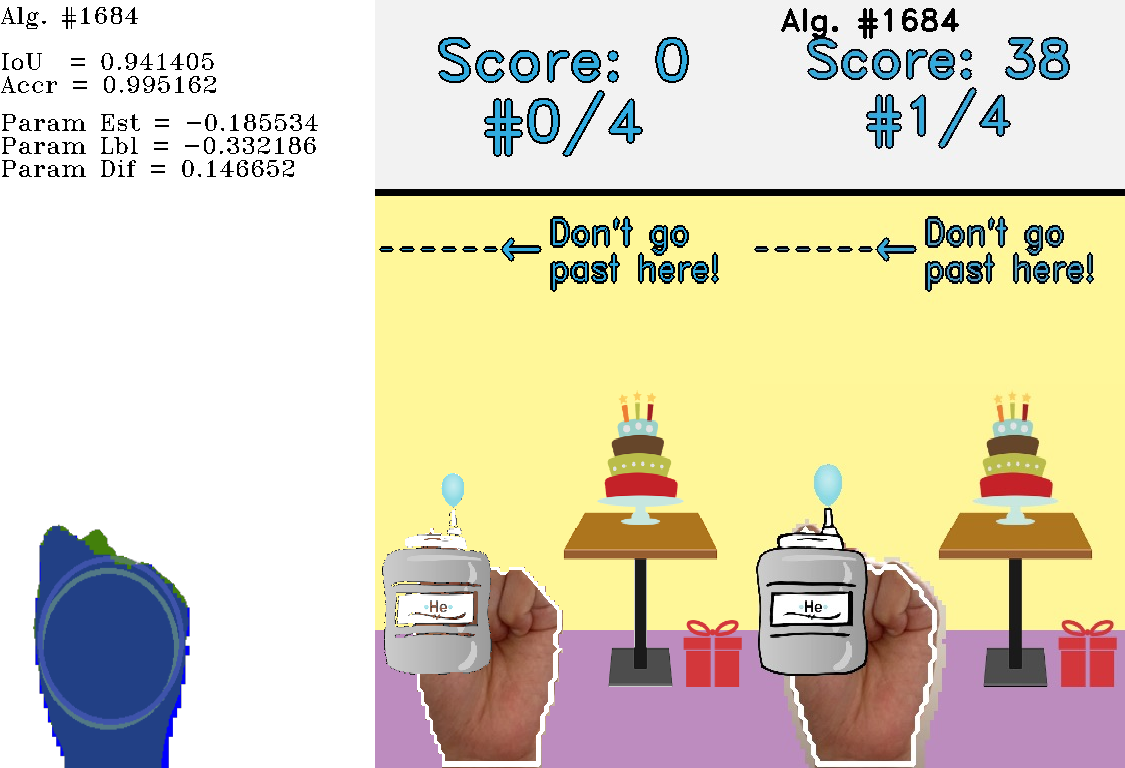 Alg. #1684
IoU = 0.941405
Accr = 0.995162
Param Est = −0.185534
Param Lbl = −0.332186
Param Dif = 0.146652
Score: 0
#0/4
Don't go
past here!
He
Alg. #1684
Score: 38
#1/4
Don't go
past here!
He